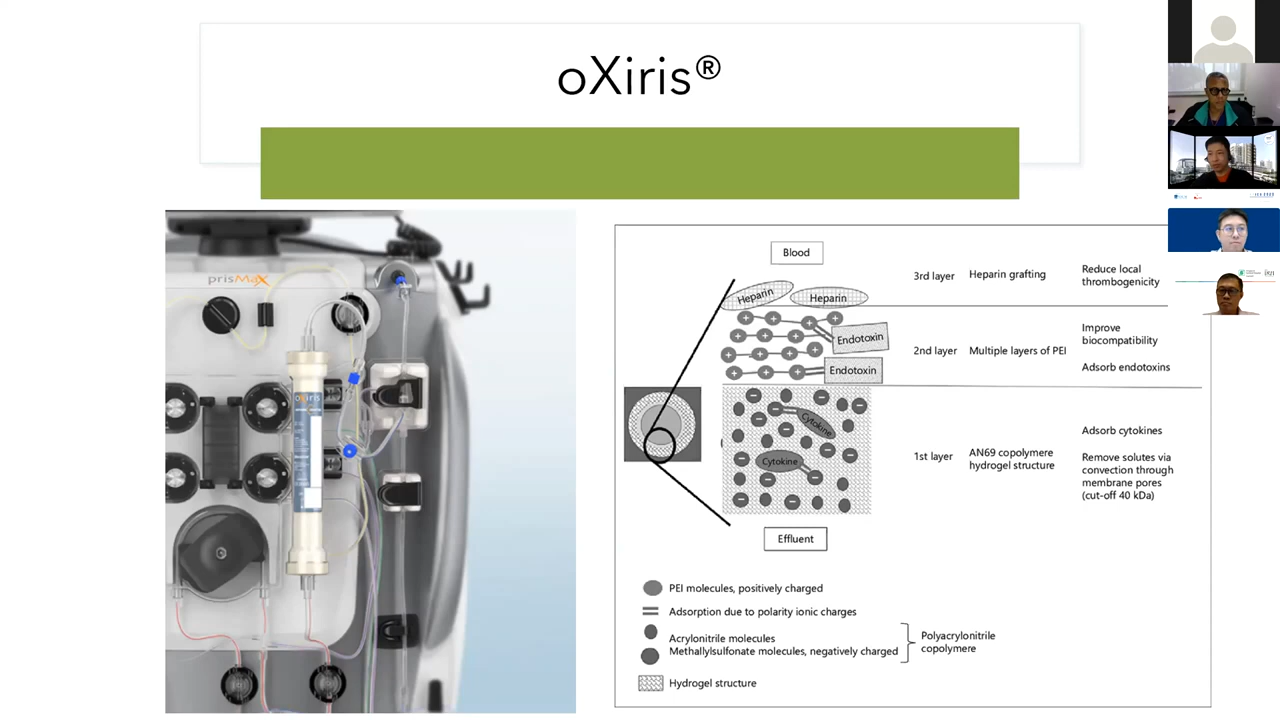 oXiris®
prisMaX
oXiris
Blood
Heparin
Heparin
Endotoxin
Endotoxin
Cytokine
Cytokine
Effluent
3rd layer
Heparin grafting
Reduce local
thrombogenicity
2nd layer
Multiple layers of PEI
Improve
biocompatibility
Adsorb endotoxins
1st layer
AN69 copolymere
hydrogel structure
Adsorb cytokines
Remove solutes via
convection through
membrane pores
(cut-off 40 kDa)
PEI molecules, positively charged
Adsorption due to polarity ionic charges
Acrylonitrile molecules
Methallylsulfonate molecules, negatively charged
Polyacrylonitrile
copolymere
Hydrogel structure